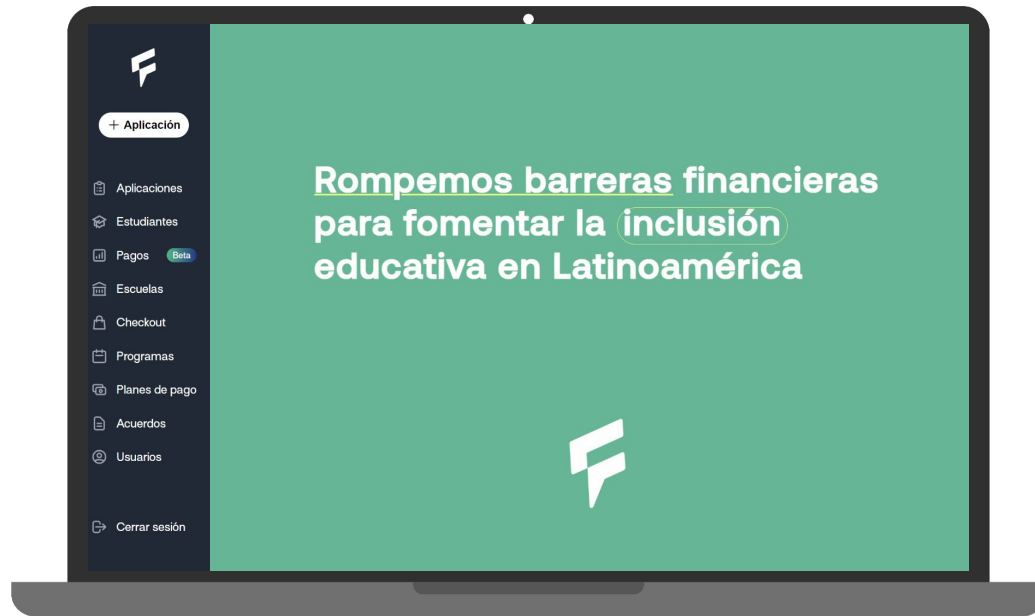 + Aplicación
Aplicaciones
Estudiantes
Pagos Beta
Escuelas
Checkout
Programas
Planes de pago
Acuerdos
Usuarios
Cerrar sesión
Rompemos barreras financieras
para fomentar la inclusión
educativa en Latinoamérica